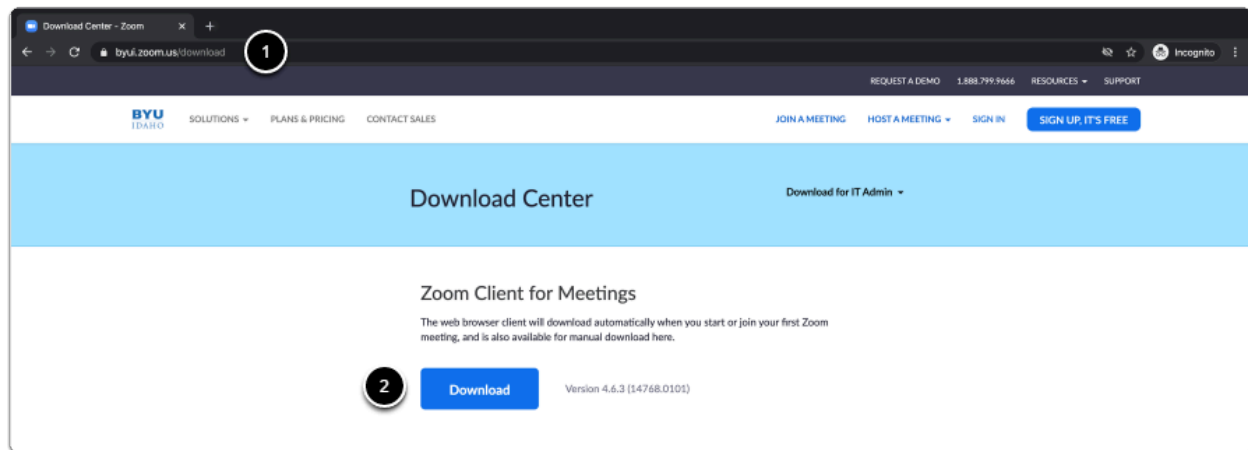 Download Center - Zoom
byui.zoom.us/download
1
Incognito
REQUEST A DEMO 1.888.799.9666 RESOURCES SUPPORT
BYU
IDAHO
SOLUTIONS PLANS & PRICING CONTACT SALES
JOIN A MEETING HOST A MEETING SIGN IN SIGN UP, IT'S FREE
Download Center
Download for IT Admin
Zoom Client for Meetings
The web browser client will download automatically when you start or join your first Zoom
meeting, and is also available for manual download here.
2
Download Version 4.6.3 (14768.0101)